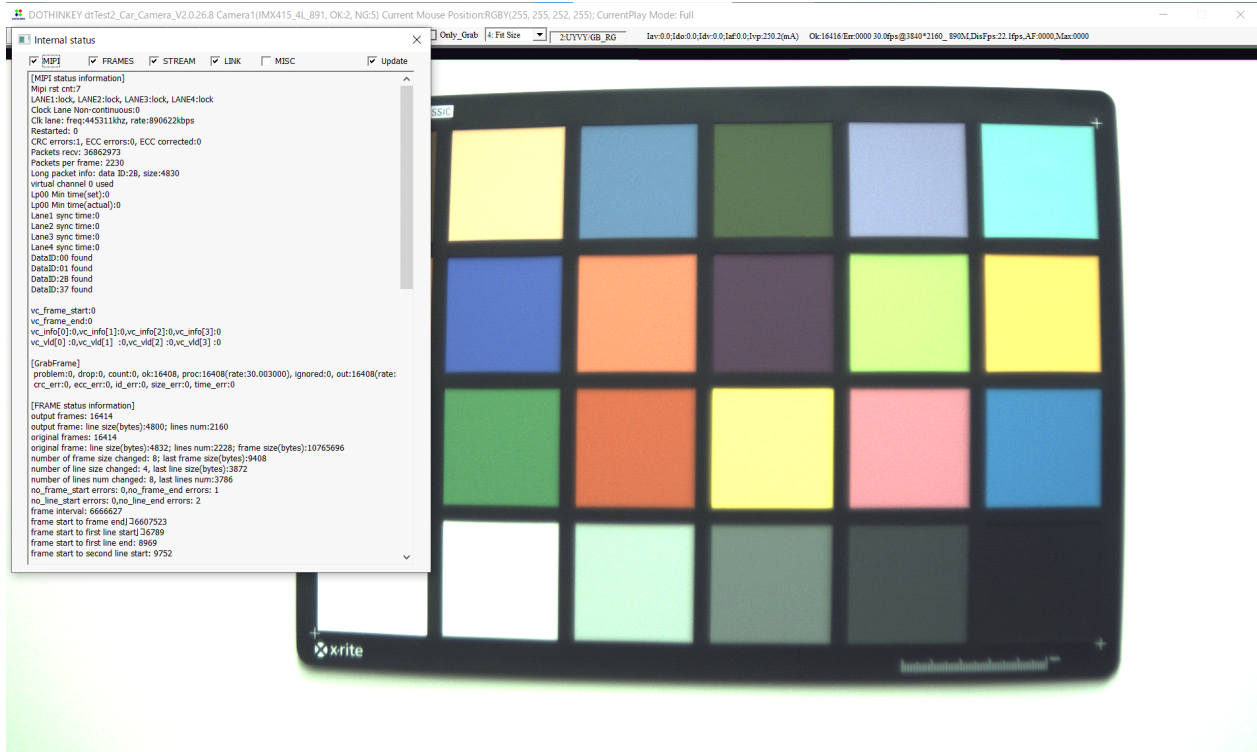 DOTHINKEY dtTest2_Car_Camera_V2.0.26.8 Camera1(IMX415_4L_891, OK:2, NG:5) Current Mouse Position:RGBY(255, 255, 252, 255); CurrentPlay Mode: Full
Only_Grab 4: Fit Size 2:UYVY/GB_RG Iav:0.0;Ido:0.0;Idv:0.0;Iaf:0.0;Ivp:250.2(mA) Ok:16416/Err:0000 30.0fps@3840*2160_ 890M,DisFps:22.1fps,AF:0000,Max:0000
Internal status
MIPI FRAMES STREAM LINK MISC Update
[MIPI status information]
Mipi rst cnt:7
LANE1:lock, LANE2:lock, LANE3:lock, LANE4:lock
Clock Lane Non-continuous:0
Clk lane: freq:445311khz, rate:890622kbps
Restarted: 0
CRC errors:1, ECC errors:0, ECC corrected:0
Packets recv: 36862973
Packets per frame: 2230
Long packet info: data ID:2B, size:4830
virtual channel 0 used
Lp00 Min time(set):0
Lp00 Min time(actual):0
Lane1 sync time:0
Lane2 sync time:0
Lane3 sync time:0
Lane4 sync time:0
DataID:00 found
DataID:01 found
DataID:2B found
DataID:37 found
vc_frame_start:0
vc_frame_end:0
vc_info[0]:0,vc_info[1]:0,vc_info[2]:0,vc_info[3]:0
vc_vld[0] :0,vc_vld[1] :0,vc_vld[2] :0,vc_vld[3] :0
[GrabFrame]
problem:0, drop:0, count:0, ok:16408, proc:16408(rate:30.003000), ignored:0, out:16408(rate:
crc_err:0, ecc_err:0, id_err:0, size_err:0, time_err:0
[FRAME status information]
output frames: 16414
output frame: line size(bytes):4800; lines num:2160
original frames: 16414
original frame: line size(bytes):4832; lines num:2228; frame size(bytes):10765696
number of frame size changed: 8; last frame size(bytes):9408
number of line size changed: 4, last line size(bytes):3872
number of lines num changed: 8, last lines num:3786
no_frame_start errors: 0,no_frame_end errors: 1
no_line_start errors: 0,no_line_end errors: 2
frame interval: 6666627
frame start to frame end 6607523
frame start to first line start 6789
frame start to first line end: 8969
frame start to second line start: 9752
SSIC
x·rite